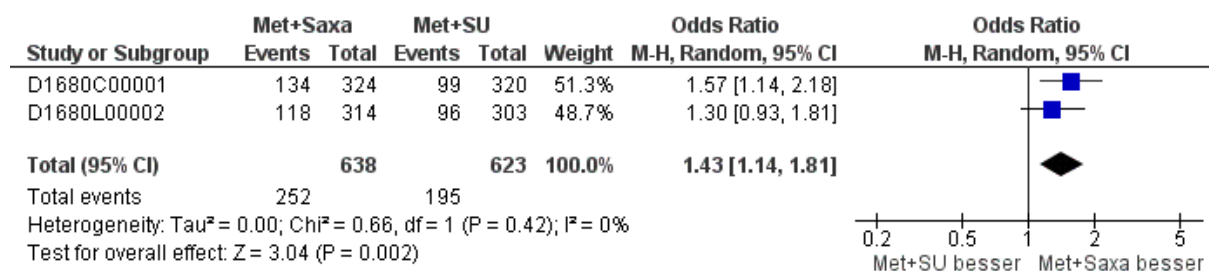 Met+Saxa Met+SU Odds Ratio Odds Ratio
Study or Subgroup Events Total Events Total Weight M-H, Random, 95% CI M-H, Random, 95% CI
D1680C00001 134 324 99 320 51.3% 1.57 [1.14, 2.18]
D1680L00002 118 314 96 303 48.7% 1.30 [0.93, 1.81]
Total (95% CI) 638 623 100.0% 1.43 [1.14, 1.81]
Total events 252 195
Heterogeneity: Tau² = 0.00; Chi² = 0.66, df = 1 (P = 0.42); I² = 0%
Test for overall effect: Z = 3.04 (P = 0.002)
0.2 0.5 1 2 5
Met+SU besser Met+Saxa besser